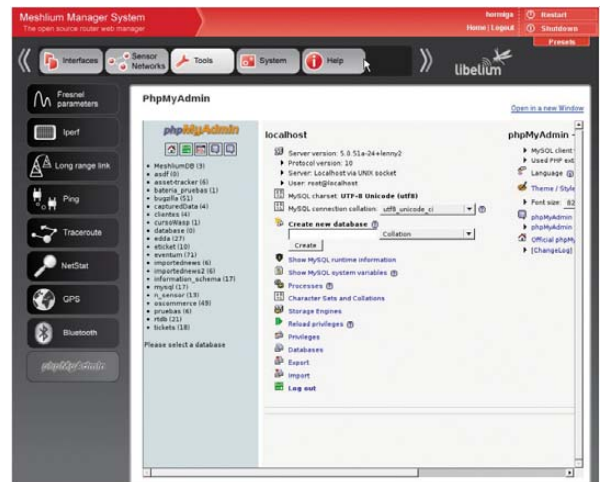 Meshlium Manager System
The open source router web manager
hormiga
Home | Logout
Restart
Shutdown
Presets
Interfaces
Sensor Networks
Tools
System
Help
libelium
Fresnel parameters
Iperf
Long range link
Ping
Traceroute
NetStat
GPS
Bluetooth
phpMyAdmin
PhpMyAdmin
Open in a new Window
phpMyAdmin
MeshliumDB (3)
asdf (0)
asset-tracker (6)
bateria_pruebas (1)
bugzilla (51)
capturedData (4)
clientes (4)
cursoWasp (1)
database (0)
edda (27)
eticket (10)
eventum (71)
importednews (6)
importednews2 (6)
information_schema (17)
mysql (17)
n_sensor (13)
oscommerce (49)
pruebas (6)
rtdb (21)
tickets (18)
Please select a database
localhost
Server version: 5.0.51a-24+lenny2
Protocol version: 10
Server: Localhost via UNIX socket
User: root@localhost
MySQL charset: UTF-8 Unicode (utf8)
MySQL connection collation: utf8_unicode_ci
Create new database
Collation
Create
Show MySQL runtime information
Show MySQL system variables
Processes
Character Sets and Collations
Storage Engines
Reload privileges
Privileges
Databases
Export
Import
Log out
phpMyAdmin -
MySQL client
Used PHP ext
Language
Theme / Style
Font size: 82
phpMyAdmin
phpMyAdmin
Official phpMy
[ChangeLog]